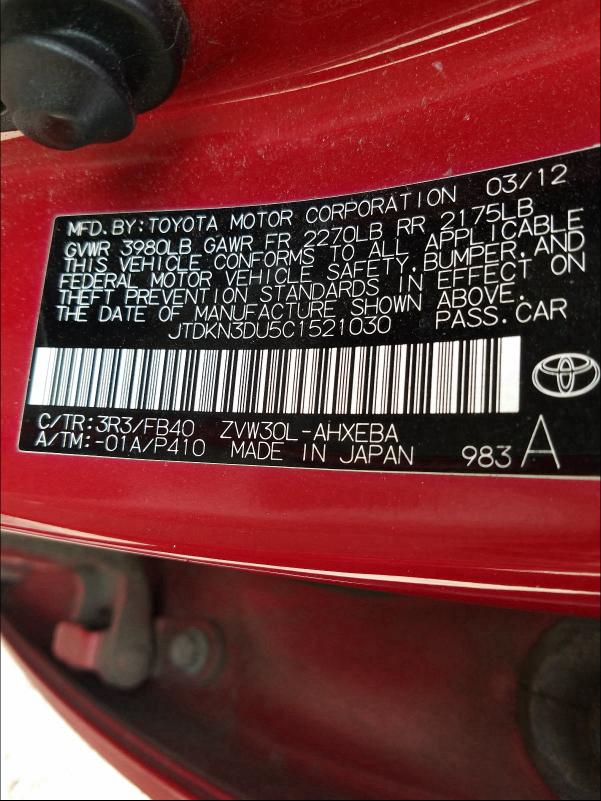 MFD. BY: TOYOTA MOTOR CORPORATION 03/12
GVWR 3980LB GAWR FR 2270LB RR 2175LB
THIS VEHICLE CONFORMS TO ALL APPLICABLE
FEDERAL MOTOR VEHICLE SAFETY, BUMPER, AND
THEFT PREVENTION STANDARDS IN EFFECT ON
THE DATE OF MANUFACTURE SHOWN ABOVE.
JTDKN3DU5C1521030 PASS. CAR
C/TR: 3R3/FB40 ZVW30L-AHXEBA
A/TM: -01A/P410 MADE IN JAPAN 983 A